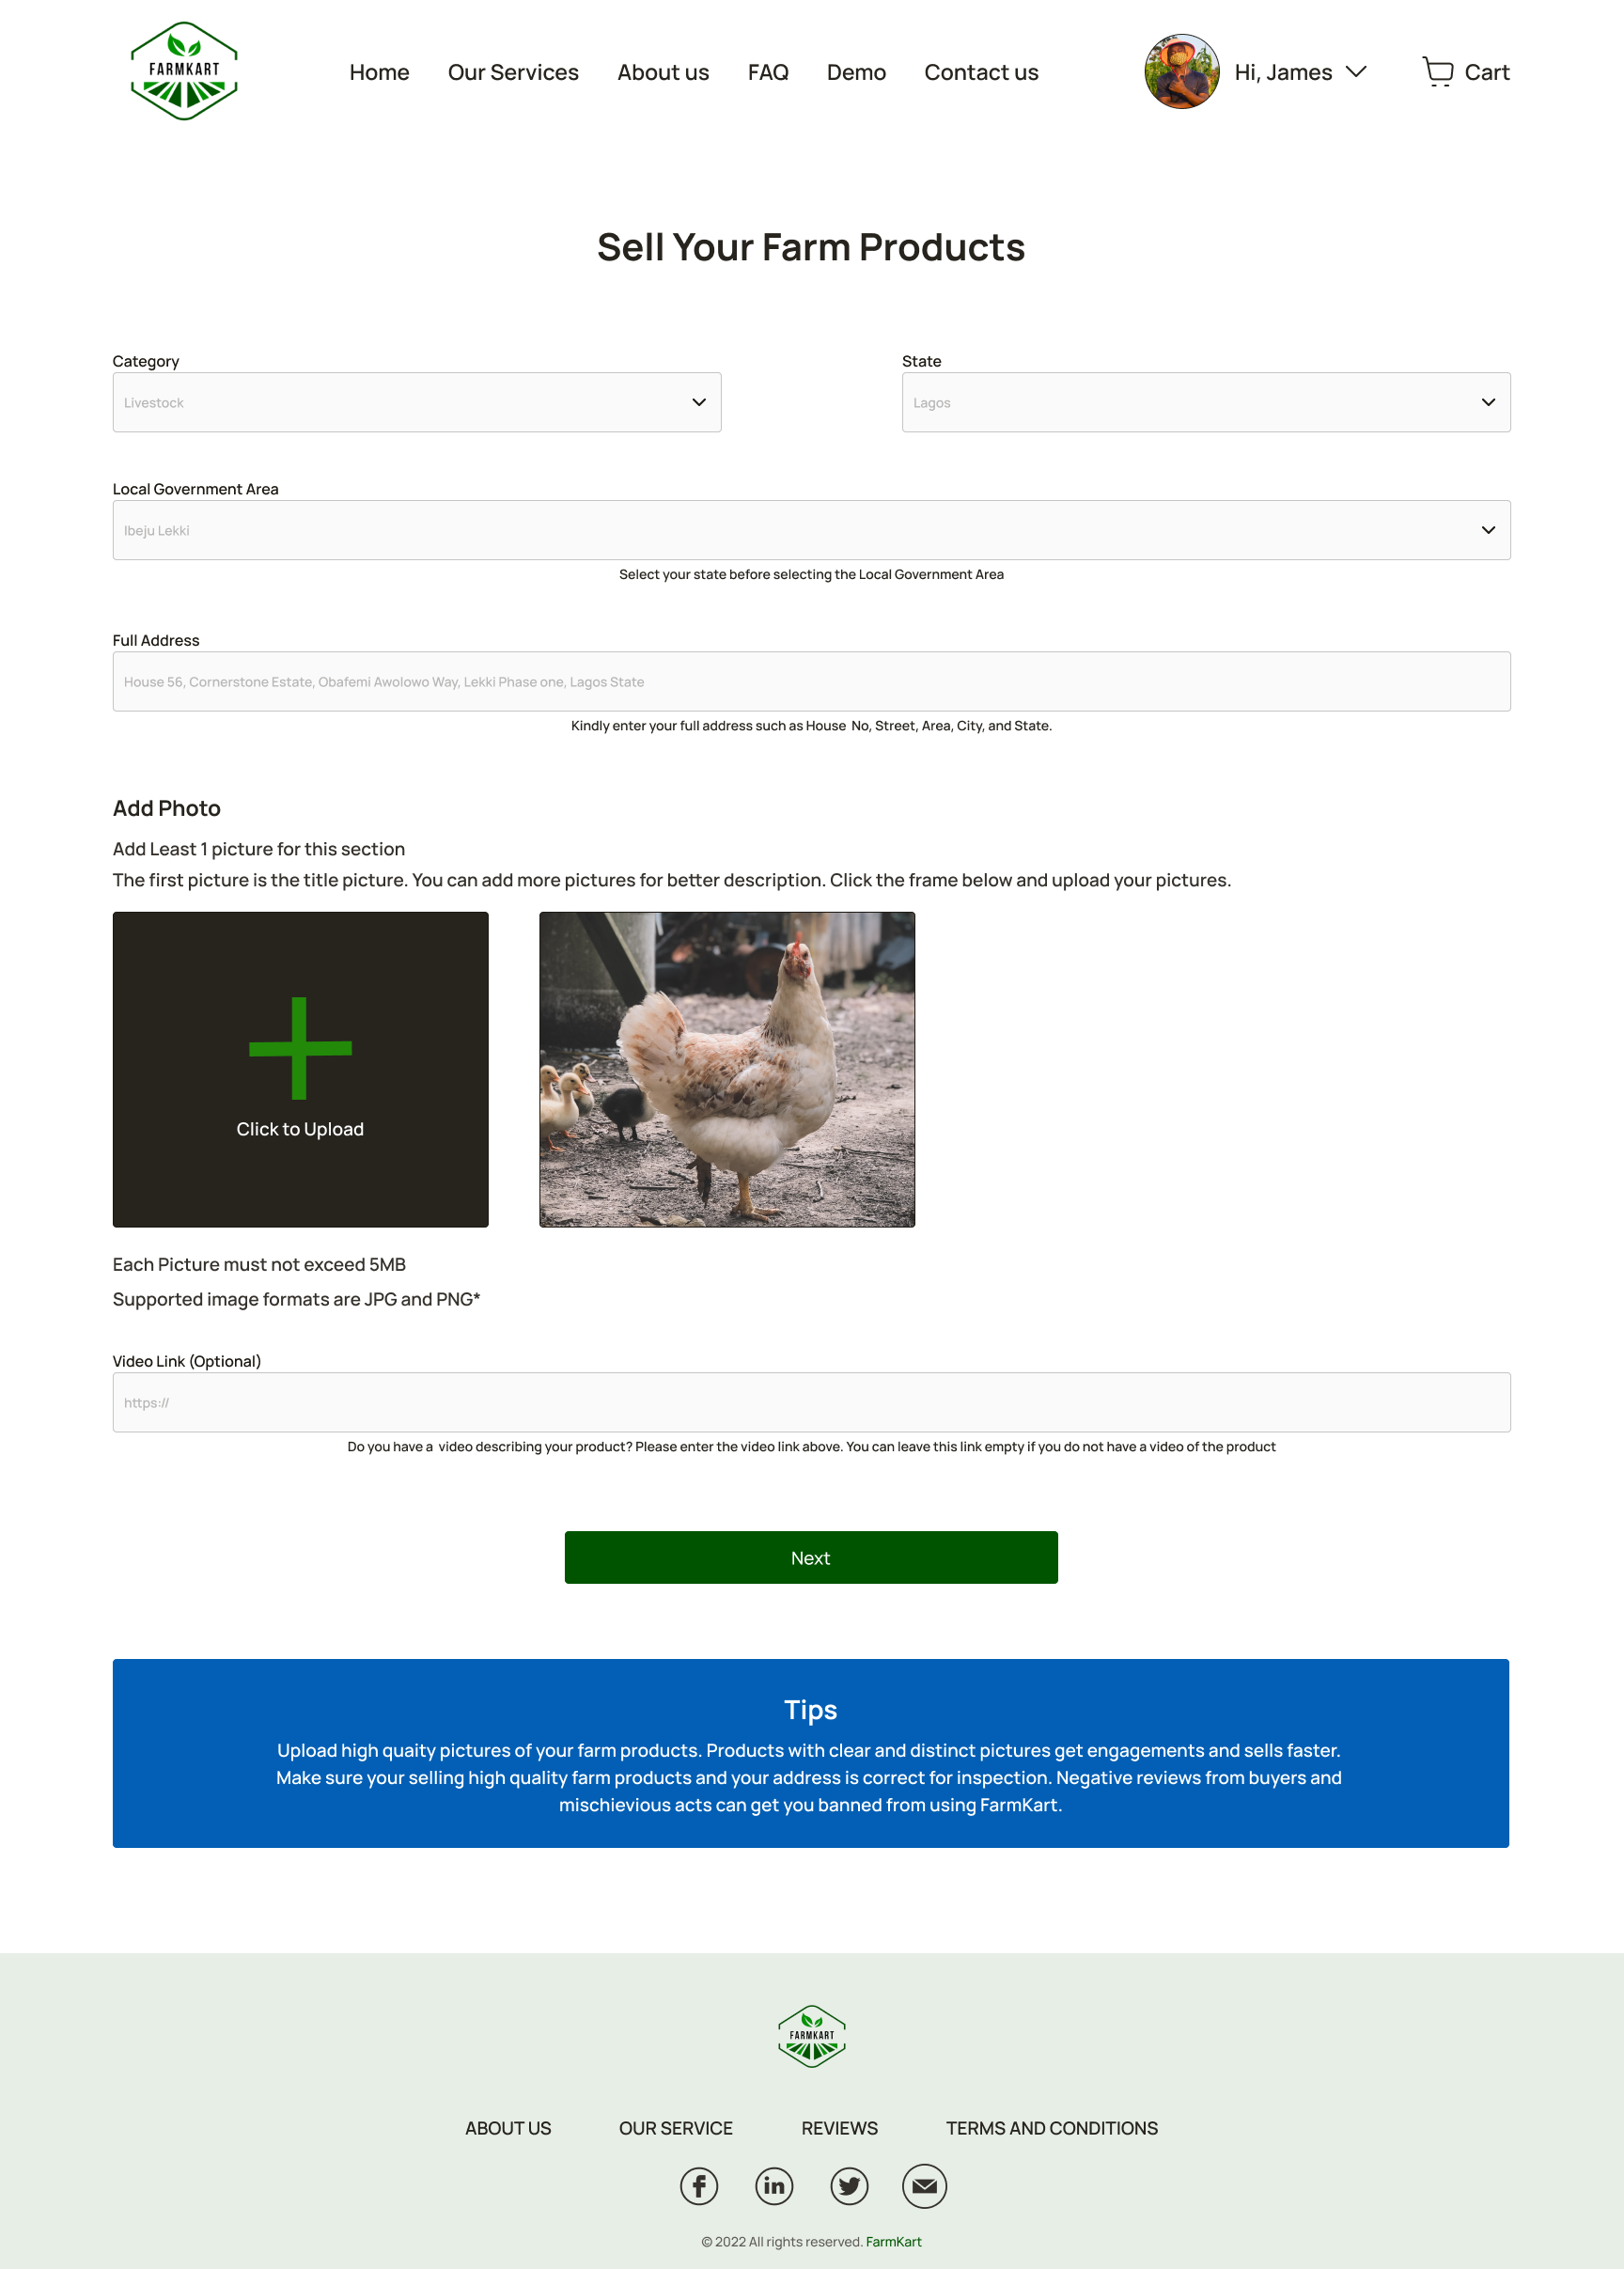 FARMKART
Home Our Services About us FAQ Demo Contact us Hi, James Cart
Sell Your Farm Products
Category State
Livestock Lagos
Local Government Area
Ibeju Lekki
Select your state before selecting the Local Government Area
Full Address
House 56, Cornerstone Estate, Obafemi Awolowo Way, Lekki Phase one, Lagos State
Kindly enter your full address such as House No, Street, Area, City, and State.
Add Photo
Add Least 1 picture for this section
The first picture is the title picture. You can add more pictures for better description. Click the frame below and upload your pictures.
Click to Upload
Each Picture must not exceed 5MB
Supported image formats are JPG and PNG*
Video Link (Optional)
https://
Do you have a video describing your product? Please enter the video link above. You can leave this link empty if you do not have a video of the product
Next
Tips
Upload high quaity pictures of your farm products. Products with clear and distinct pictures get engagements and sells faster.
Make sure your selling high quality farm products and your address is correct for inspection. Negative reviews from buyers and
mischievious acts can get you banned from using FarmKart.
FARMKART
ABOUT US OUR SERVICE REVIEWS TERMS AND CONDITIONS
© 2022 All rights reserved. FarmKart